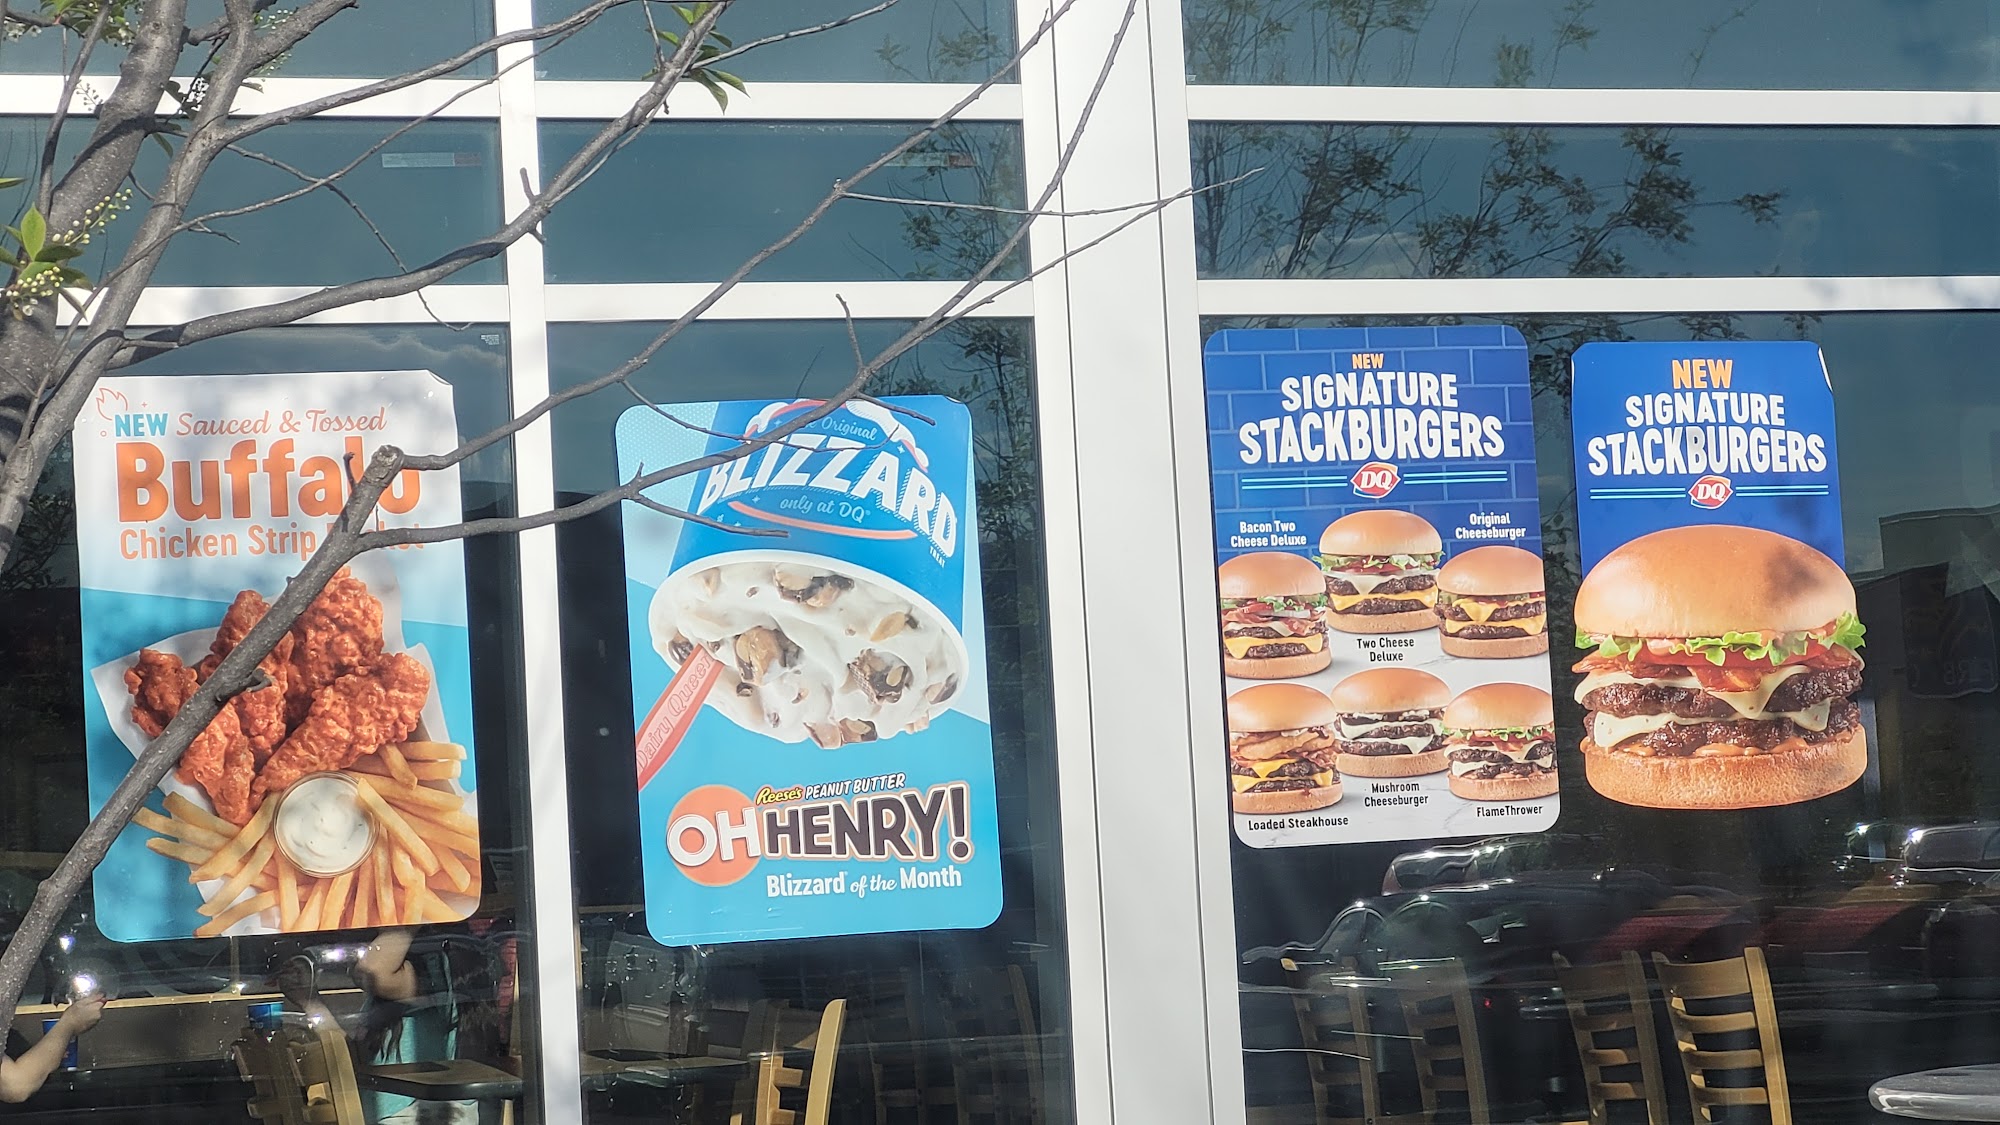 NEW Sauced & Tossed
Buffalo
Chicken Strip Basket
Original
BLIZZARD
only at DQ
TREAT
Dairy Queen
Reese's PEANUT BUTTER
OH HENRY!
Blizzard® of the Month
NEW
SIGNATURE
STACKBURGERS
DQ
Bacon Two
Cheese Deluxe
Original
Cheeseburger
Two Cheese
Deluxe
Mushroom
Cheeseburger
Loaded Steakhouse
FlameThrower
NEW
SIGNATURE
STACKBURGERS
DQ